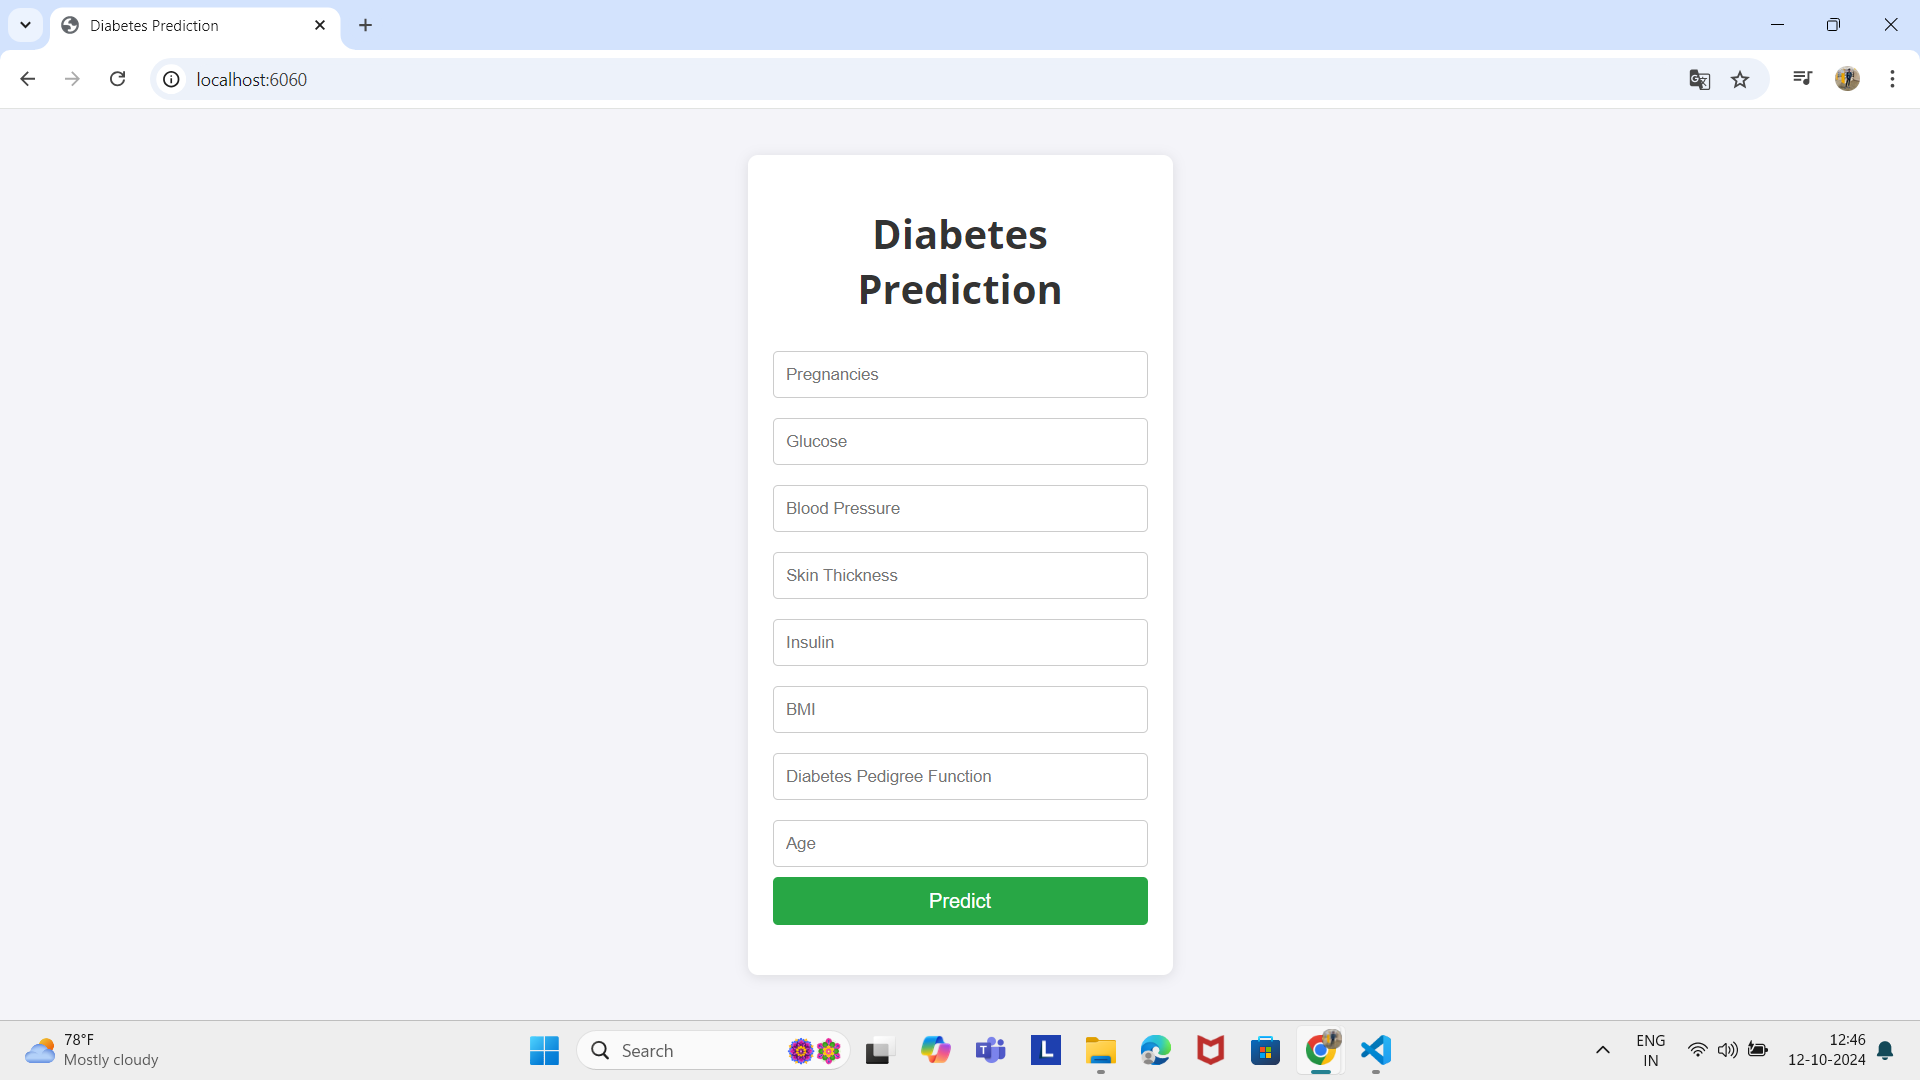 Diabetes Prediction
localhost:6060
Diabetes
Prediction
Pregnancies
Glucose
Blood Pressure
Skin Thickness
Insulin
BMI
Diabetes Pedigree Function
Age
Predict
78°F
Mostly cloudy
Search
L
ENG
IN
12:46
12-10-2024